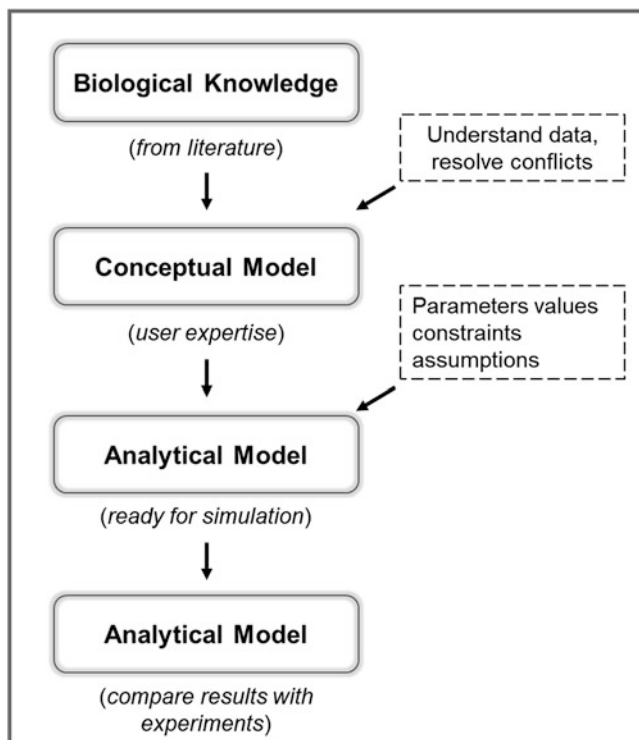 Biological Knowledge
(from literature)
Understand data,
resolve conflicts
Conceptual Model
(user expertise)
Parameters values
constraints
assumptions
Analytical Model
(ready for simulation)
Analytical Model
(compare results with
experiments)